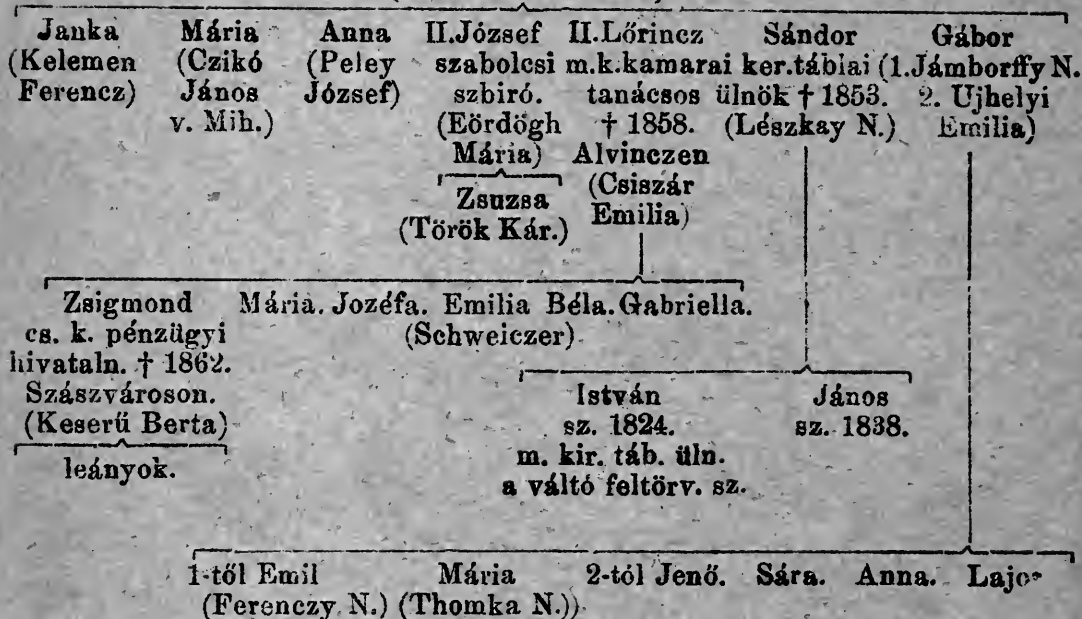 Janka Mária Anna II.József II.Lőrincz Sándor Gábor
(Kelemen (Czikó (Peley szabolcsi m.k.kamarai ker.táblai (1.Jámborffy N.
Ferencz) János József) szbiró. tanácsos ülnök † 1853. 2. Ujhelyi
v. Mih.) (Eördögh † 1858. (Lészkay N.) Emilia)
Mária) Alvinczen
Zsuzsa (Csiszár
(Török Kár.) Emilia)
Zsigmond Mária. Jozéfa. Emilia Béla. Gabriella.
cs. k. pénzügyi (Schweiczer)
hivataln. † 1862.
Szászvároson. István János
(Keserű Berta) sz. 1824. sz. 1838.
leányok. m. kir. táb. üln.
a váltó feltörv. sz.
1-től Emil Mária 2-tól Jenő. Sára. Anna. Lajos
(Ferenczy N.) (Thomka N.))